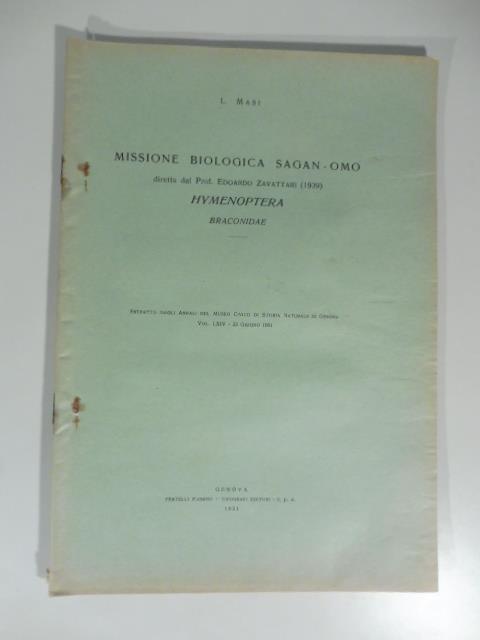 L. MASI
MISSIONE BIOLOGICA SAGAN-OMO
diretta dal Prof. EDOARDO ZAVATTARI (1939)
HYMENOPTERA
BRACONIDAE
ESTRATTO DAGLI ANNALI DEL MUSEO CIVICO DI STORIA NATURALE DI GENOVA
VOL. LXIV - 23 GIUGNO 1951
GENOVA
FRATELLI PAGANO - TIPOGRAFI EDITORI - S. p. A.
1951